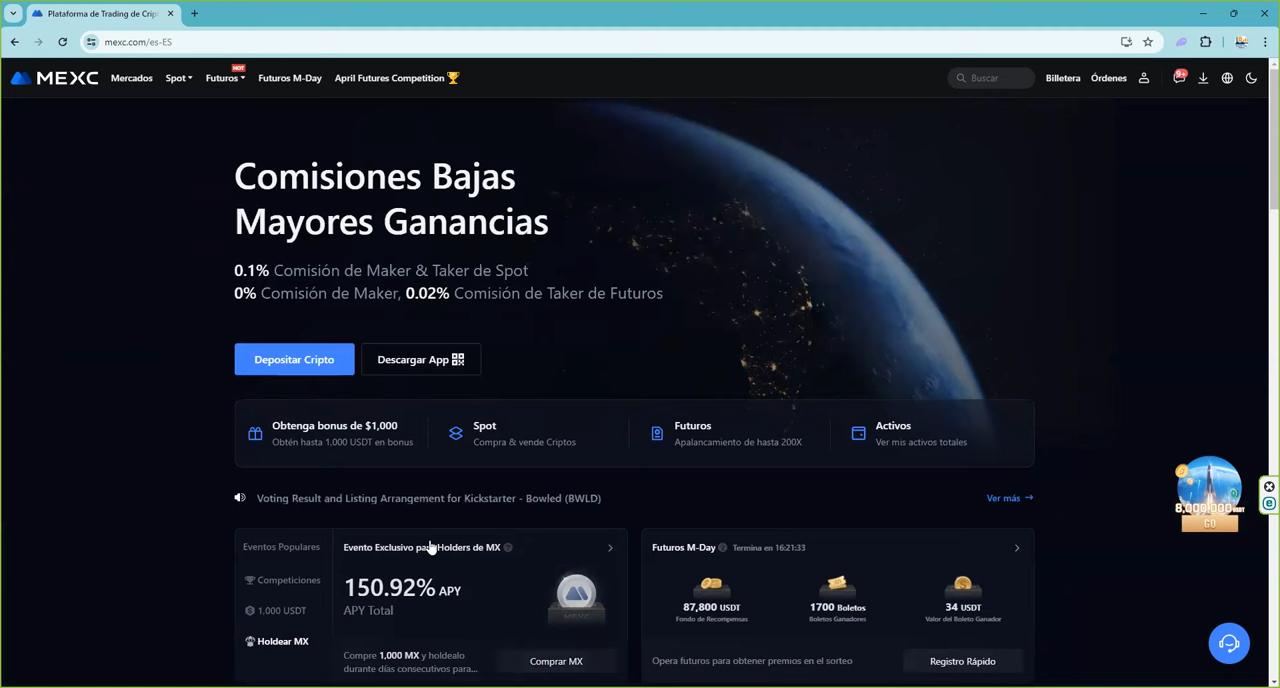 Plataforma de Trading de Crip
mexc.com/es-ES
MEXC Mercados Spot Futuros HOT Futuros M-Day April Futures Competition Buscar Billetera Órdenes 9+
Comisiones Bajas
Mayores Ganancias
0.1% Comisión de Maker & Taker de Spot
0% Comisión de Maker, 0.02% Comisión de Taker de Futuros
Depositar Cripto Descargar App
Obtenga bonus de $1,000
Obtén hasta 1,000 USDT en bonus
Spot
Compra & vende Criptos
Futuros
Apalancamiento de hasta 200X
Activos
Ver mis activos totales
8,000,000 USDT
GO
Voting Result and Listing Arrangement for Kickstarter - Bowled (BWLD) Ver más
Eventos Populares
Competiciones
1,000 USDT
Holdear MX
Evento Exclusivo para Holders de MX
150.92% APY
APY Total
MEXC
Compre 1,000 MX y holdealo
durante días consecutivos para...
Comprar MX
Futuros M-Day Termina en 16:21:33
87,800 USDT
Fondo de Recompensas
1700 Boletos
Boletos Ganadores
34 USDT
Valor del Boleto Ganador
Opera futuros para obtener premios en el sorteo Registro Rápido